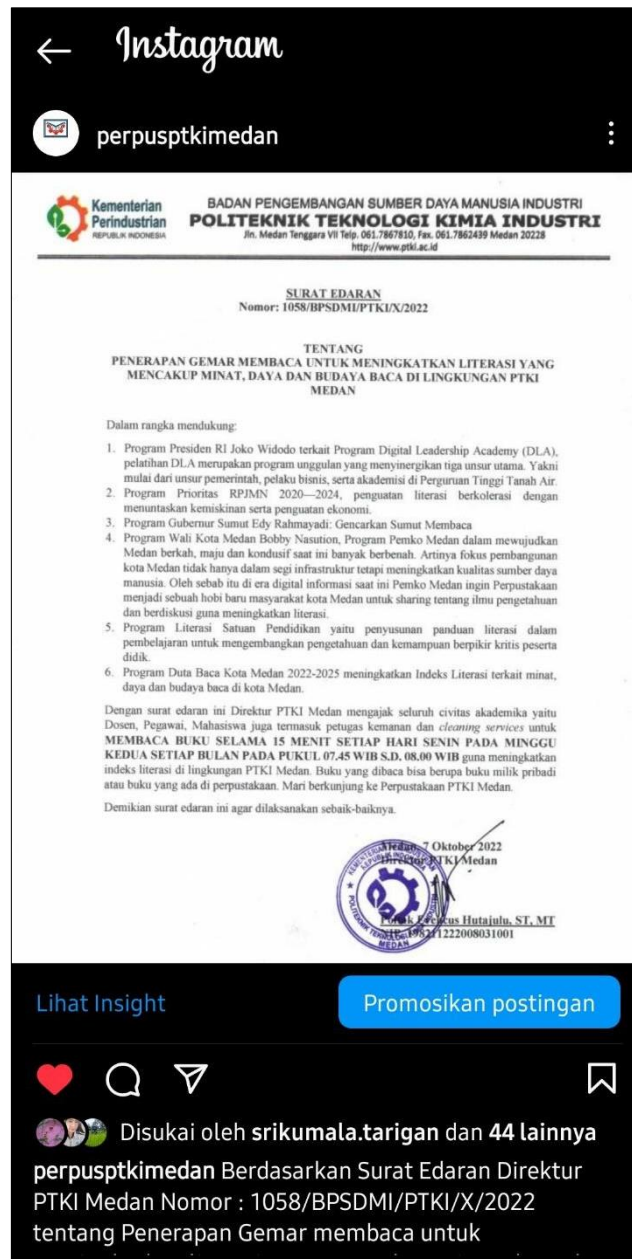 Instagram
perpusptkimedan
Kementerian
Perindustrian
REPUBLIK INDONESIA
BADAN PENGEMBANGAN SUMBER DAYA MANUSIA INDUSTRI
POLITEKNIK TEKNOLOGI KIMIA INDUSTRI
Jln. Medan Tenggara VII Telp. 061.7867810, Fax. 061.7862439 Medan 20228
http://www.ptki.ac.id
SURAT EDARAN
Nomor: 1058/BPSDMI/PTKI/X/2022
TENTANG
PENERAPAN GEMAR MEMBACA UNTUK MENINGKATKAN LITERASI YANG
MENCAKUP MINAT, DAYA DAN BUDAYA BACA DI LINGKUNGAN PTKI
MEDAN
Dalam rangka mendukung:
1. Program Presiden RI Joko Widodo terkait Program Digital Leadership Academy (DLA),
pelatihan DLA merupakan program unggulan yang menyinergikan tiga unsur utama. Yakni
mulai dari unsur pemerintah, pelaku bisnis, serta akademisi di Perguruan Tinggi Tanah Air.
2. Program Prioritas RPJMN 2020—2024, penguatan literasi berkolerasi dengan
menuntaskan kemiskinan serta penguatan ekonomi.
3. Program Gubernur Sumut Edy Rahmayadi: Gencarkan Sumut Membaca
4. Program Wali Kota Medan Bobby Nasution, Program Pemko Medan dalam mewujudkan
Medan berkah, maju dan kondusif saat ini banyak berbenah. Artinya fokus pembangunan
kota Medan tidak hanya dalam segi infrastruktur tetapi meningkatkan kualitas sumber daya
manusia. Oleh sebab itu di era digital informasi saat ini Pemko Medan ingin Perpustakaan
menjadi sebuah hobi baru masyarakat kota Medan untuk sharing tentang ilmu pengetahuan
dan berdiskusi guna meningkatkan literasi.
5. Program Literasi Satuan Pendidikan yaitu penyusunan panduan literasi dalam
pembelajaran untuk mengembangkan pengetahuan dan kemampuan berpikir kritis peserta
didik.
6. Program Duta Baca Kota Medan 2022-2025 meningkatkan Indeks Literasi terkait minat,
daya dan budaya baca di kota Medan.
Dengan surat edaran ini Direktur PTKI Medan mengajak seluruh civitas akademika yaitu
Dosen, Pegawai, Mahasiswa juga termasuk petugas kemanan dan cleaning services untuk
MEMBACA BUKU SELAMA 15 MENIT SETIAP HARI SENIN PADA MINGGU
KEDUA SETIAP BULAN PADA PUKUL 07.45 WIB S.D. 08.00 WIB guna meningkatkan
indeks literasi di lingkungan PTKI Medan. Buku yang dibaca bisa berupa buku milik pribadi
atau buku yang ada di perpustakaan. Mari berkunjung ke Perpustakaan PTKI Medan.
Demikian surat edaran ini agar dilaksanakan sebaik-baiknya.
Medan, 7 Oktober 2022
Direktur PTKI Medan
Hutajulu, ST, MT
Lihat Insight
Promosikan postingan
Disukai oleh srikumala.tarigan dan 44 lainnya
perpusptkimedan Berdasarkan Surat Edaran Direktur
PTKI Medan Nomor : 1058/BPSDMI/PTKI/X/2022
tentang Penerapan Gemar membaca untuk